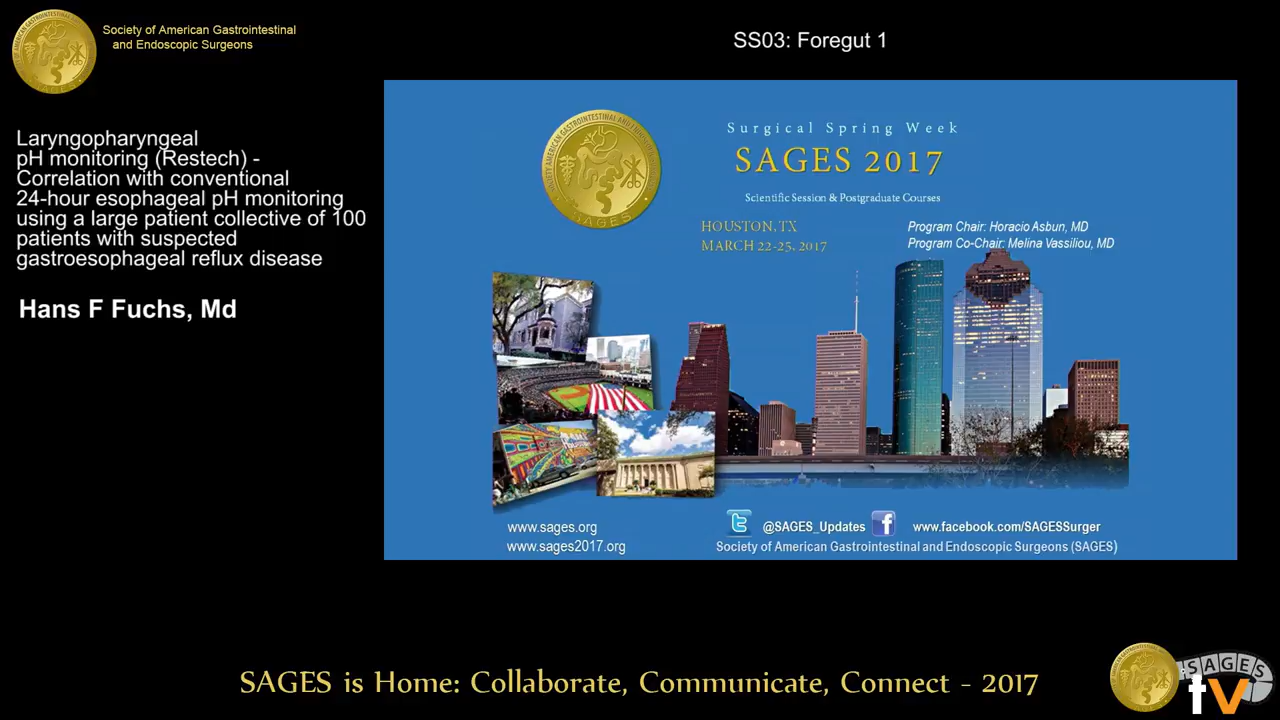 Society of American Gastrointestinal
and Endoscopic Surgeons
SS03: Foregut 1
Laryngopharyngeal
pH monitoring (Restech) -
Correlation with conventional
24-hour esophageal pH monitoring
using a large patient collective of 100
patients with suspected
gastroesophageal reflux disease
Hans F Fuchs, Md
Surgical Spring Week
SAGES 2017
Scientific Session & Postgraduate Courses
HOUSTON, TX
MARCH 22-25, 2017
Program Chair: Horacio Asbun, MD
Program Co-Chair: Melina Vassiliou, MD
SAGES
www.sages.org
www.sages2017.org
@SAGES_Updates
www.facebook.com/SAGESSurger
Society of American Gastrointestinal and Endoscopic Surgeons (SAGES)
SAGES is Home: Collaborate, Communicate, Connect - 2017
SAGES
tv